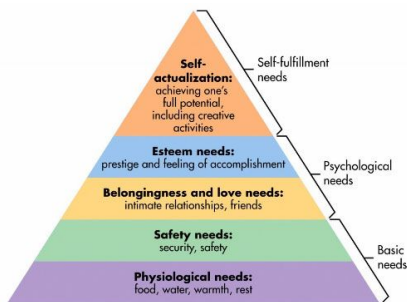 Self-
actualization:
achieving one's
full potential,
including creative
activities
Self-fulfillment
needs
Esteem needs:
prestige and feeling of accomplishment
Psychological
needs
Belongingness and love needs:
intimate relationships, friends
Safety needs:
security, safety
Basic
needs
Physiological needs:
food, water, warmth, rest